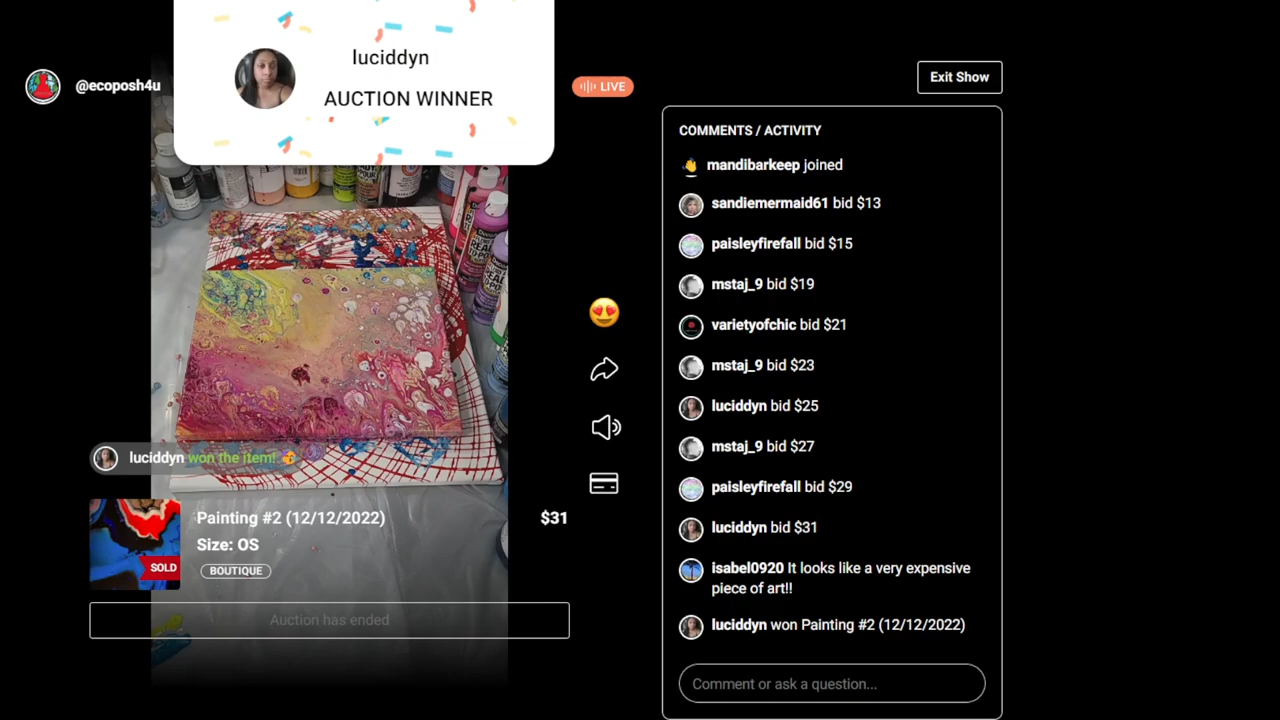 luciddyn
AUCTION WINNER
@ecoposh4u
LIVE
Exit Show
COMMENTS / ACTIVITY
mandibarkeep joined
sandiemermaid61 bid $13
paisleyfirefall bid $15
mstaj_9 bid $19
varietyofchic bid $21
mstaj_9 bid $23
luciddyn bid $25
mstaj_9 bid $27
paisleyfirefall bid $29
luciddyn bid $31
isabel0920 It looks like a very expensive
piece of art!!
luciddyn won Painting #2 (12/12/2022)
Comment or ask a question...
luciddyn won the item!
Painting #2 (12/12/2022)
$31
Size: OS
SOLD
BOUTIQUE
Auction has ended